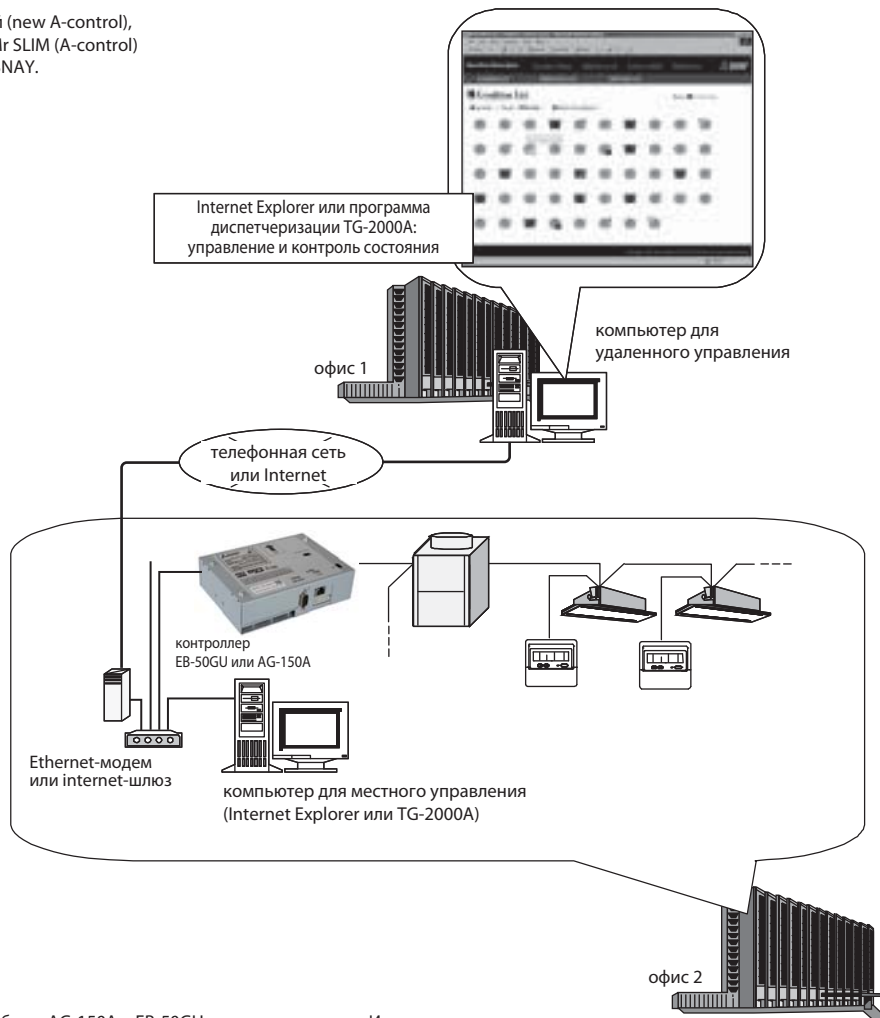 (new A-control),
SLIM (A-control)
Condition List
Internet Explorer или программа
диспетчеризации TG-2000A:
управление и контроль состояния
компьютер для
удаленного управления
офис 1
телефонная сеть
или Internet
контроллер
EB-50GU или AG-150A
Ethernet-модем
или internet-шлюз
компьютер для местного управления
(Internet Explorer или TG-2000A)
офис 2